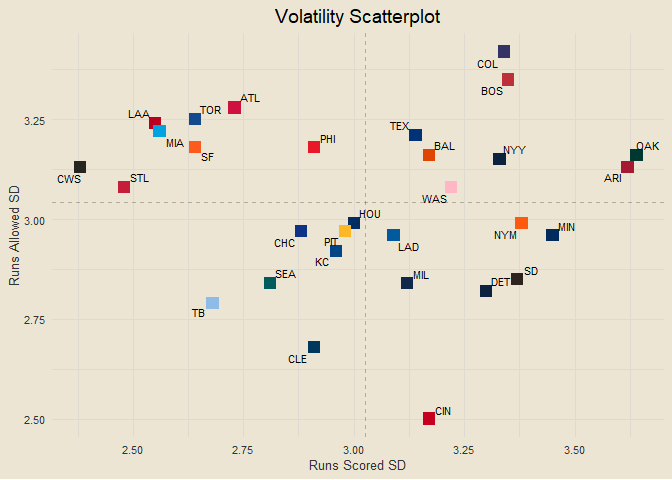 Volatility Scatterplot
COL
BOS
ATL
TOR
LAA
MIA
SF
PHI
TEX
BAL
NYY
OAK
ARI
CWS
STL
WAS
HOU
CHC
PIT
KC
LAD
NYM
MIN
SEA
MIL
DET
SD
TB
CLE
CIN
3.25
3.00
2.75
2.50
Runs Allowed SD
2.50
2.75
3.00
3.25
3.50
Runs Scored SD